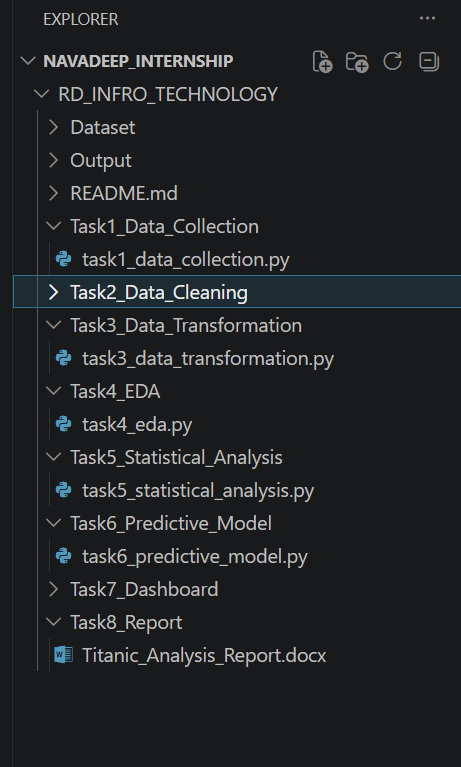 EXPLORER
NAVADEEP_INTERNSHIP
RD_INFRO_TECHNOLOGY
Dataset
Output
README.md
Task1_Data_Collection
task1_data_collection.py
Task2_Data_Cleaning
Task3_Data_Transformation
task3_data_transformation.py
Task4_EDA
task4_eda.py
Task5_Statistical_Analysis
task5_statistical_analysis.py
Task6_Predictive_Model
task6_predictive_model.py
Task7_Dashboard
Task8_Report
Titanic_Analysis_Report.docx